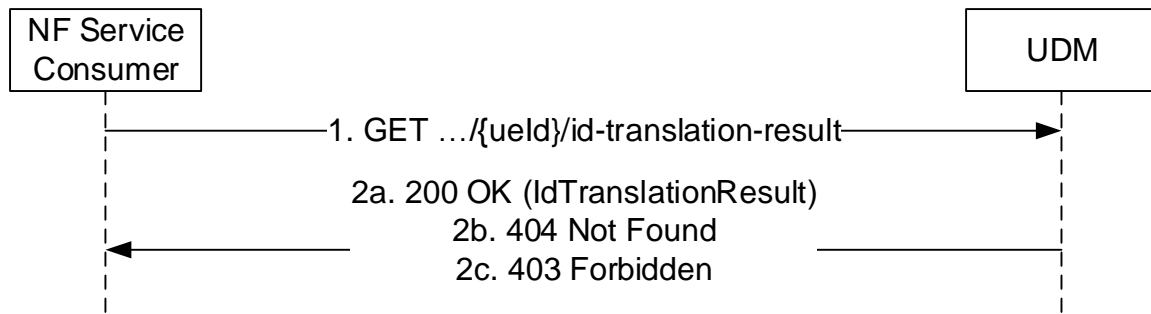 NF Service
Consumer
UDM
1. GET …/{ueId}/id-translation-result
2a. 200 OK (IdTranslationResult)
2b. 404 Not Found
2c. 403 Forbidden